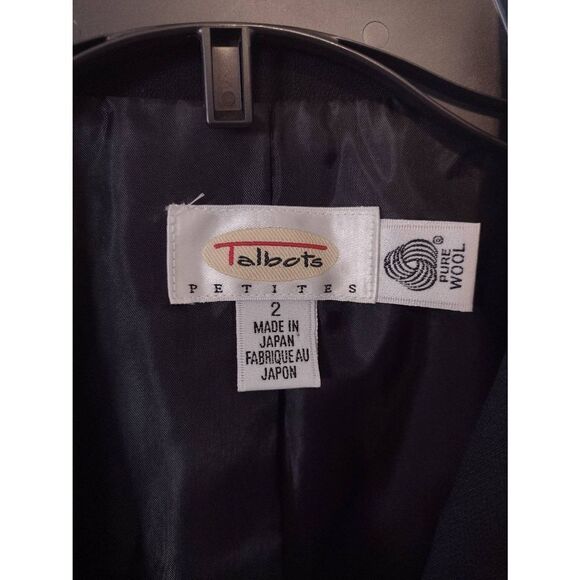 Talbots
PETITES
2
MADE IN
JAPAN
FABRIQUE AU
JAPON
PURE
WOOL